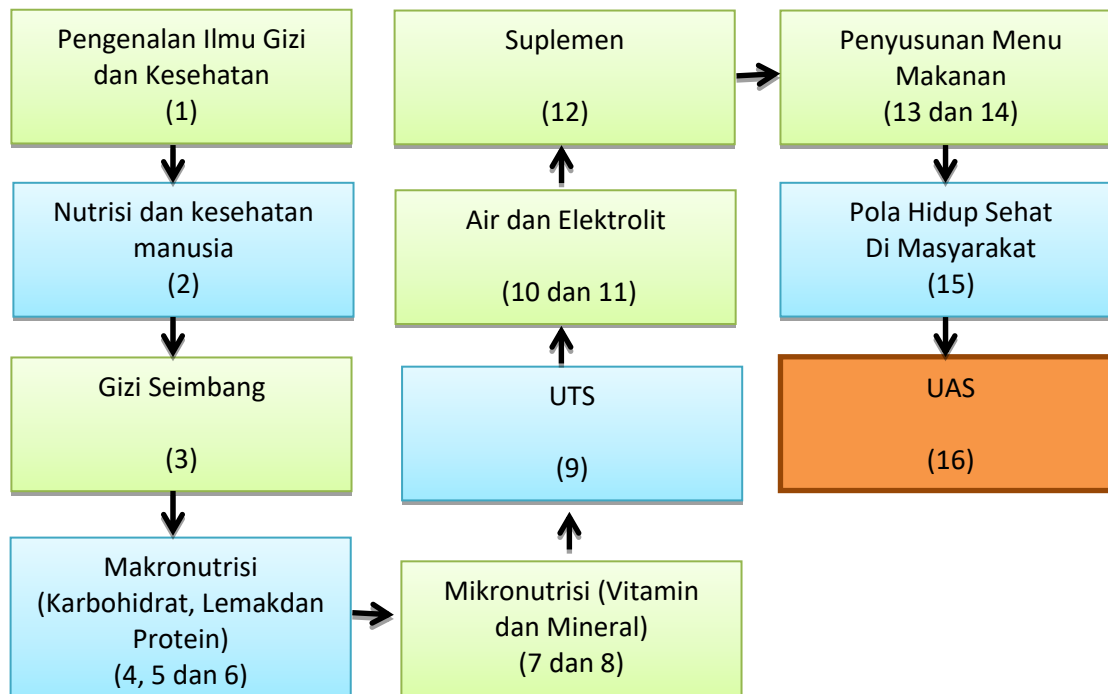 Pengenalan Ilmu Gizi
dan Kesehatan
(1)
Nutrisi dan kesehatan
manusia
(2)
Gizi Seimbang
(3)
Makronutrisi
(Karbohidrat, Lemakdan
Protein)
(4, 5 dan 6)
Mikronutrisi (Vitamin
dan Mineral)
(7 dan 8)
UTS
(9)
Air dan Elektrolit
(10 dan 11)
Suplemen
(12)
Penyusunan Menu
Makanan
(13 dan 14)
Pola Hidup Sehat
Di Masyarakat
(15)
UAS
(16)